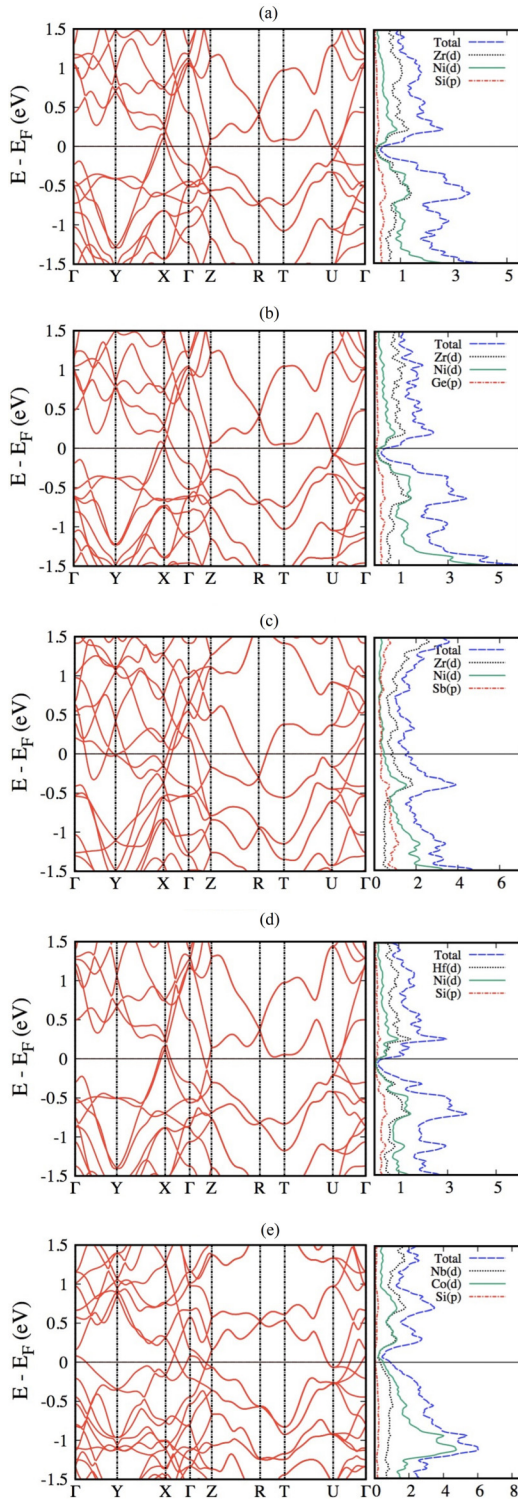 (a)
1.5
1
0.5
0
-0.5
-1
-1.5
E - E_F (eV)
Γ Y X Γ Z R T U Γ
Total
Zr(d)
Ni(d)
Si(p)
0 1 3 5
(b)
1.5
1
0.5
0
-0.5
-1
-1.5
E - E_F (eV)
Γ Y X Γ Z R T U Γ
Total
Zr(d)
Ni(d)
Ge(p)
1 3 5
(c)
1.5
1
0.5
0
-0.5
-1
-1.5
E - E_F (eV)
Γ Y X Γ Z R T U Γ
Total
Zr(d)
Ni(d)
Sb(p)
0 2 4 6
(d)
1.5
1
0.5
0
-0.5
-1
-1.5
E - E_F (eV)
Γ Y X Γ Z R T U Γ
Total
Hf(d)
Ni(d)
Si(p)
1 3 5
(e)
1.5
1
0.5
0
-0.5
-1
-1.5
E - E_F (eV)
Γ Y X Γ Z R T U Γ
Total
Nb(d)
Co(d)
Si(p)
0 2 4 6 8